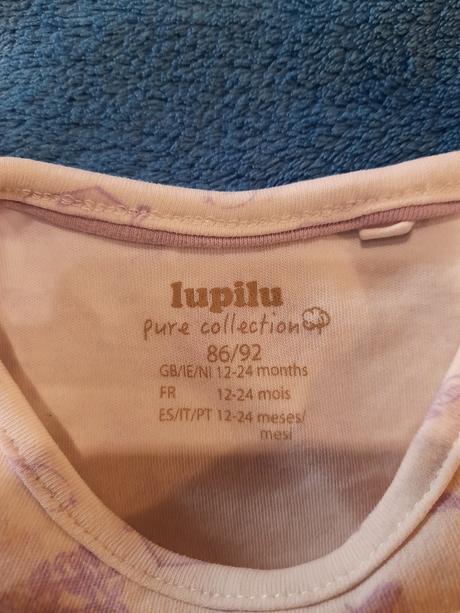 lupilu
pure collection
86/92
GB/IE/NI 12-24 months
FR 12-24 mois
ES/IT/PT 12-24 meses/
mesi